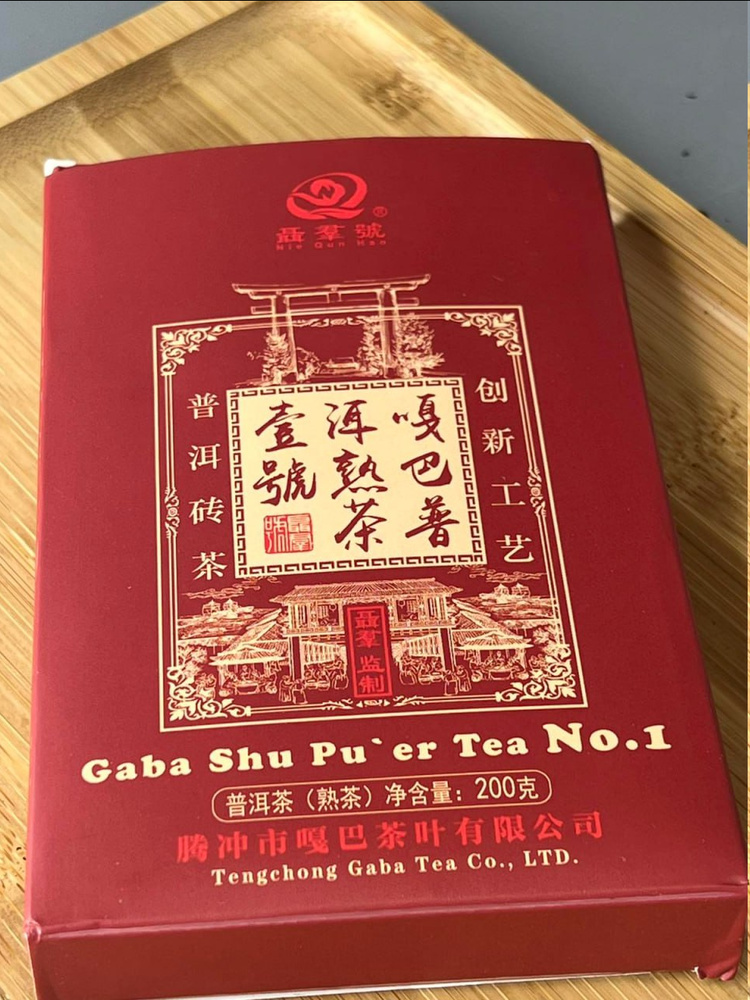 聶羣號
Nie Qun Hao
创新工艺
嘎巴普
洱熟茶
壹號
普洱砖茶
聶羣监制
Gaba Shu Pu`er Tea No.1
普洱茶（熟茶）净含量：200克
腾冲市嘎巴茶叶有限公司
Tengchong Gaba Tea Co., LTD.